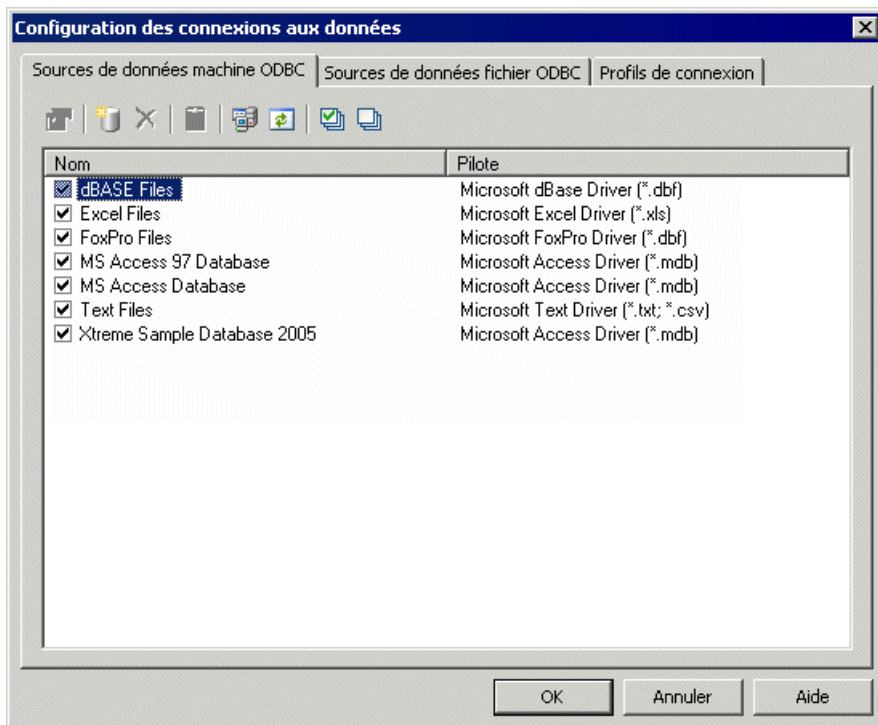 Configuration des connexions aux données
Sources de données machine ODBC Sources de données fichier ODBC Profils de connexion
Nom Pilote
dBASE Files Microsoft dBase Driver (*.dbf)
Excel Files Microsoft Excel Driver (*.xls)
FoxPro Files Microsoft FoxPro Driver (*.dbf)
MS Access 97 Database Microsoft Access Driver (*.mdb)
MS Access Database Microsoft Access Driver (*.mdb)
Text Files Microsoft Text Driver (*.txt; *.csv)
Xtreme Sample Database 2005 Microsoft Access Driver (*.mdb)
OK Annuler Aide